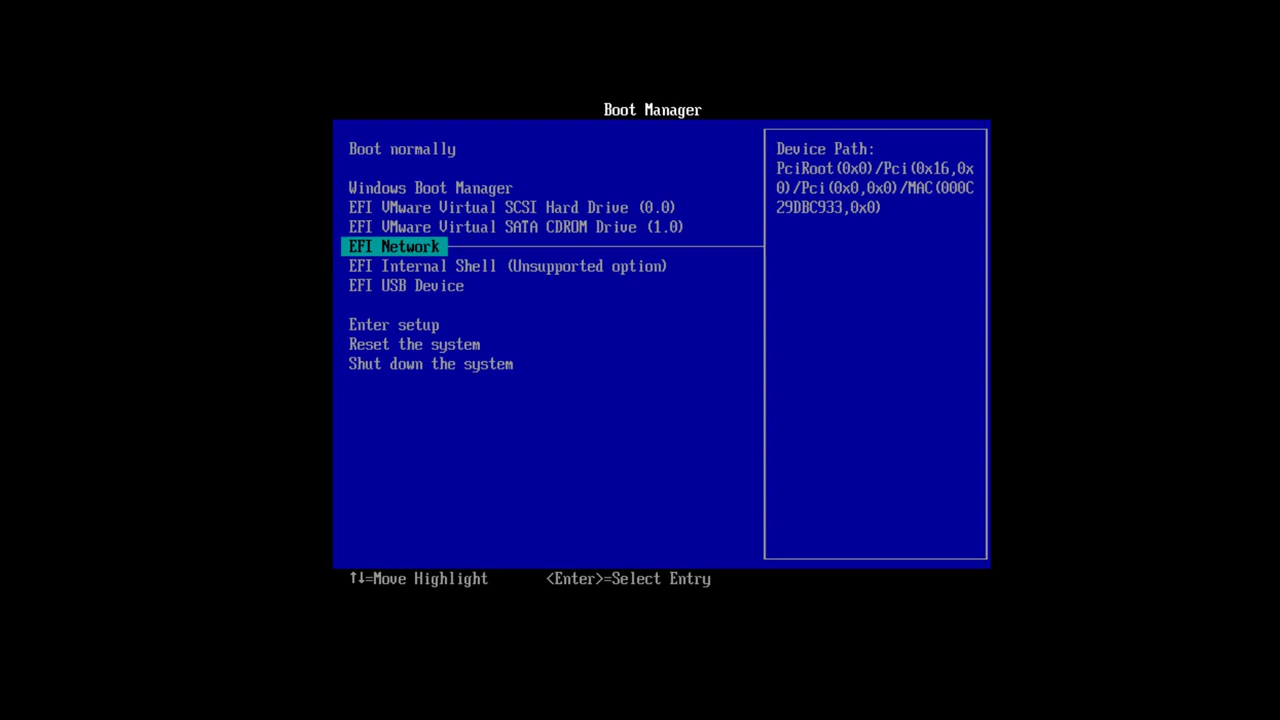 Boot Manager
Boot normally
Windows Boot Manager
EFI VMware Virtual SCSI Hard Drive (0.0)
EFI VMware Virtual SATA CDROM Drive (1.0)
EFI Network
EFI Internal Shell (Unsupported option)
EFI USB Device
Enter setup
Reset the system
Shut down the system
Device Path:
PciRoot(0x0)/Pci(0x16,0x
0)/Pci(0x0,0x0)/MAC(000C
29DBC933,0x0)
↑↓=Move Highlight <Enter>=Select Entry